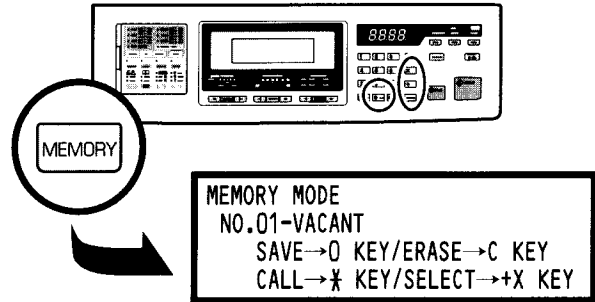 8888
MEMORY
MEMORY MODE
NO.01-VACANT
SAVE→0 KEY/ERASE→C KEY
CALL→* KEY/SELECT→+X KEY